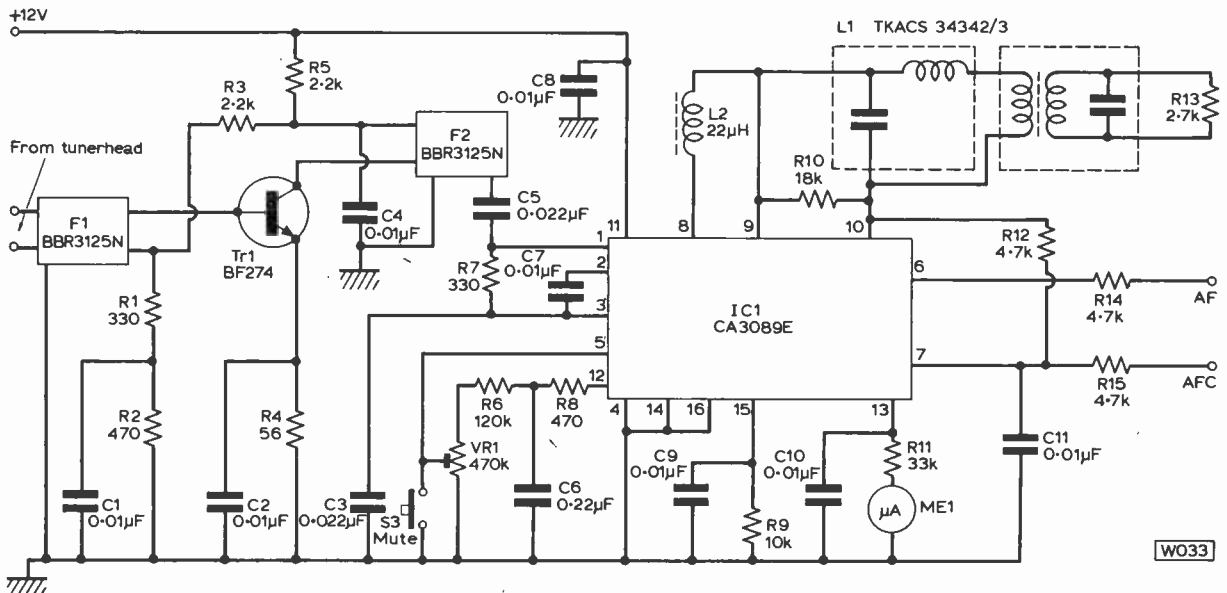 +12V
L1 TKACS 34342/3
R5
2·2k
R3
2·2k
C8
0·01µF
F2
BBR3125N
L2
22µH
R13
2·7k
From tunerhead
R10
18k
F1
BBR3125N
Tr1
BF274
C4
0·01µF
C5
0·022µF
11
8
9
10
R12
4·7k
1
2
3
5
12
6
7
R7
330
C7
0·01µF
IC1
CA3089E
R14
4·7k
AF
R1
330
R15
4·7k
AFC
R6
120k
R8
470
4
14
16
15
13
R2
470
R4
56
VR1
470k
C9
0·01µF
C10
0·01µF
R11
33k
C11
0·01µF
C1
0·01µF
C2
0·01µF
C3
0·022µF
S3
Mute
C6
0·22µF
R9
10k
µA
ME1
W033